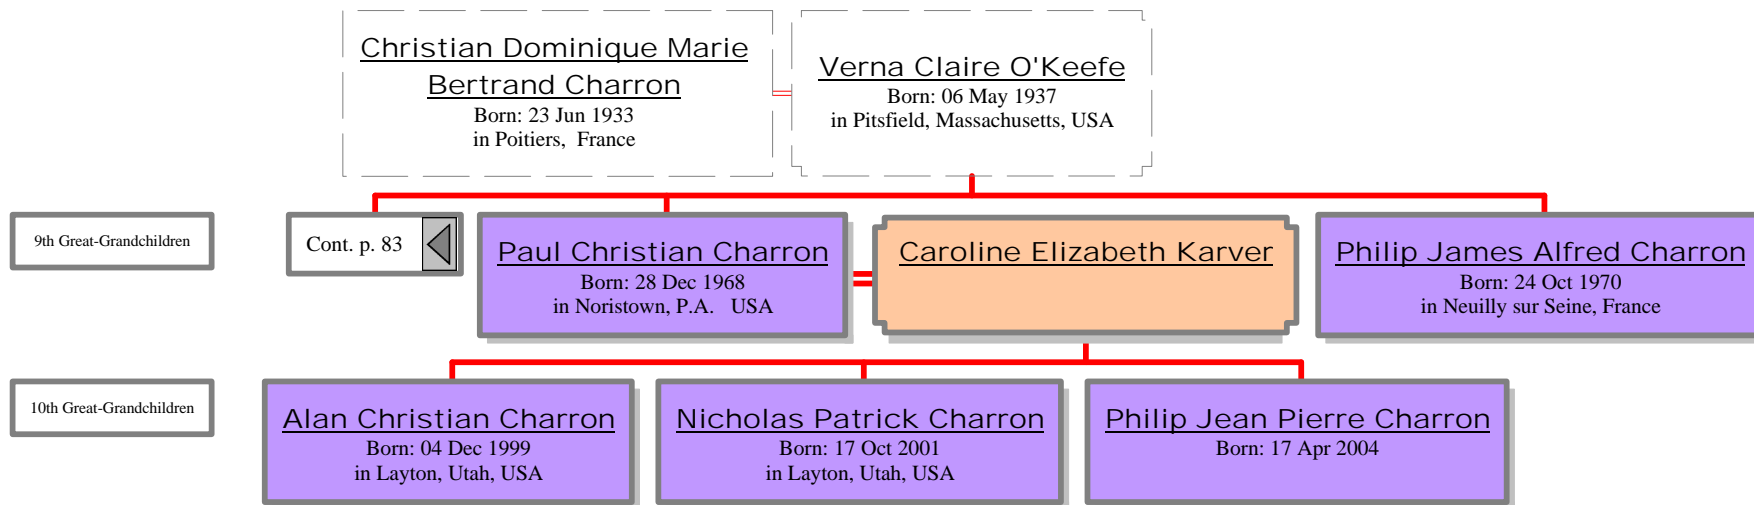 Christian Dominique Marie
Bertrand Charron
Born: 23 Jun 1933
in Poitiers, France
Verna Claire O'Keefe
Born: 06 May 1937
in Pitsfield, Massachusetts, USA
9th Great-Grandchildren
Cont. p. 83
Paul Christian Charron
Born: 28 Dec 1968
in Noristown, P.A. USA
Caroline Elizabeth Karver
Philip James Alfred Charron
Born: 24 Oct 1970
in Neuilly sur Seine, France
10th Great-Grandchildren
Alan Christian Charron
Born: 04 Dec 1999
in Layton, Utah, USA
Nicholas Patrick Charron
Born: 17 Oct 2001
in Layton, Utah, USA
Philip Jean Pierre Charron
Born: 17 Apr 2004